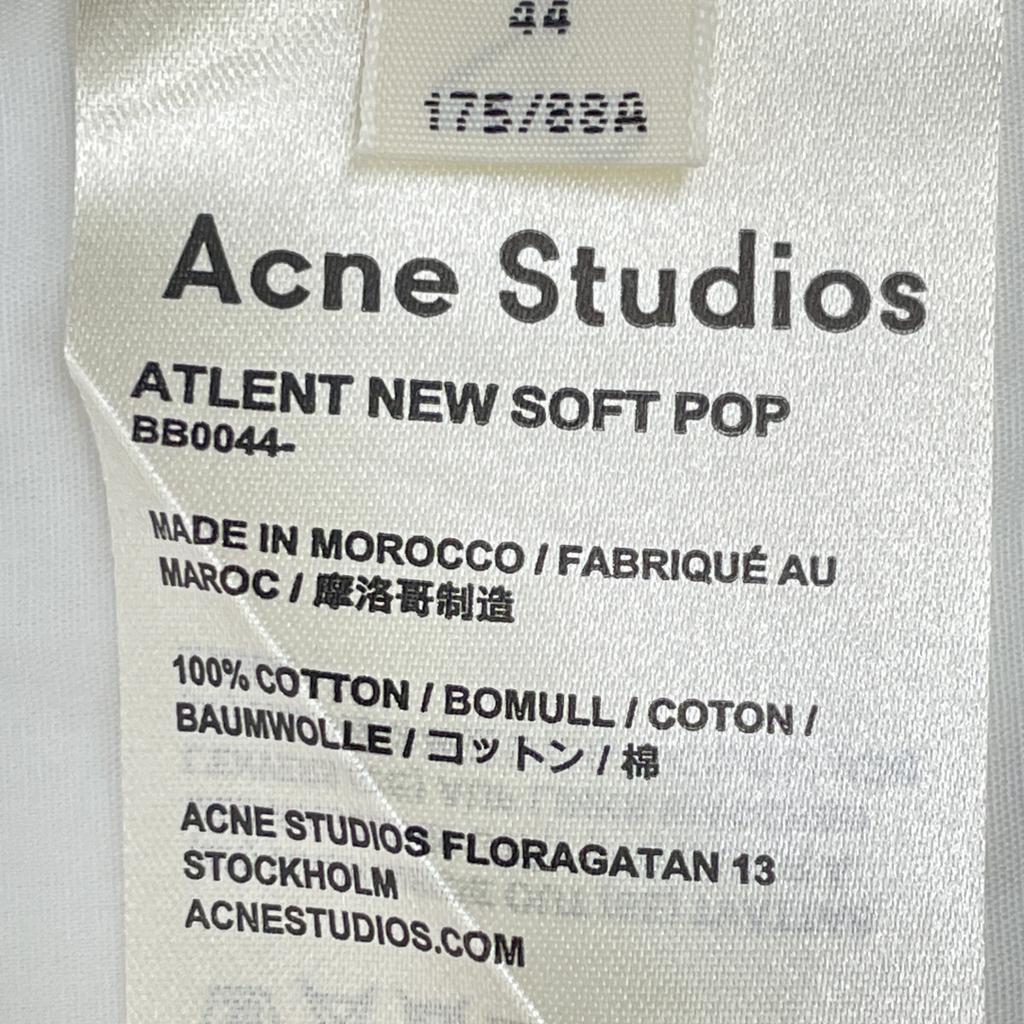 44
175/88A
Acne Studios
ATLENT NEW SOFT POP
BB0044-
MADE IN MOROCCO / FABRIQUÉ AU
MAROC / 摩洛哥制造
100% COTTON / BOMULL / COTON /
BAUMWOLLE / コットン / 棉
ACNE STUDIOS FLORAGATAN 13
STOCKHOLM
ACNESTUDIOS.COM